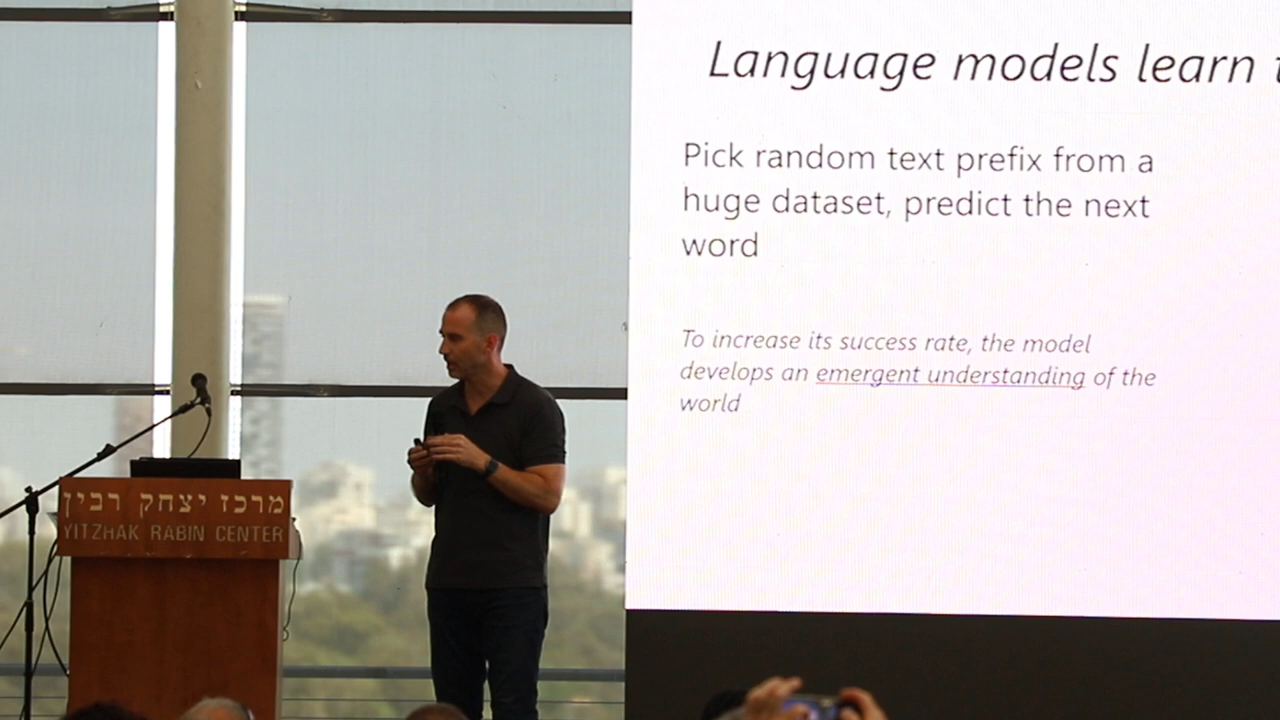 Language models learn
Pick random text prefix from a
huge dataset, predict the next
word
To increase its success rate, the model
develops an emergent understanding of the
world
מרכז יצחק רבין
YITZHAK RABIN CENTER